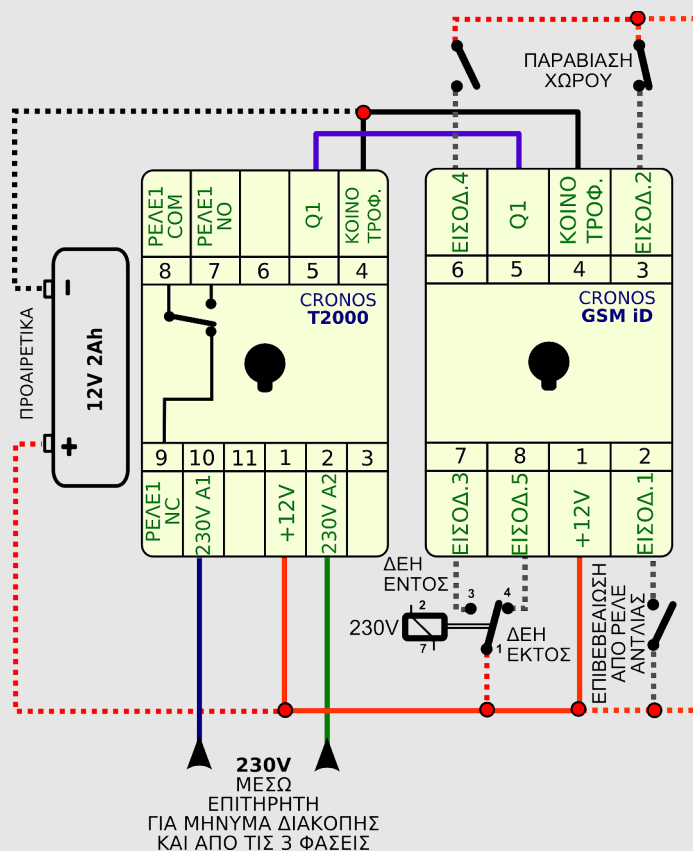 ΠΑΡΑΒΙΑΣΗ
ΧΩΡΟΥ
ΡΕΛΕ1
COM
ΡΕΛΕ1
NO
Q1
ΚΟΙΝΟ
ΤΡΟΦ.
ΕΙΣΟΔ.4
Q1
ΚΟΙΝΟ
ΤΡΟΦ.
ΕΙΣΟΔ.2
8 7 6 5 4
6 5 4 3
CRONOS
T2000
CRONOS
GSM iD
ΠΡΟΑΙΡΕΤΙΚΑ
-
12V 2Ah
+
9 10 11 1 2 3
7 8 1 2
ΡΕΛΕ1
NC
230V A1
+12V
230V A2
ΕΙΣΟΔ.3
ΕΙΣΟΔ.5
+12V
ΕΙΣΟΔ.1
ΔΕΗ
ΕΝΤΟΣ
3 4
2
230V
7
1
ΔΕΗ
ΕΚΤΟΣ
ΕΠΙΒΕΒΕΑΙΩΣΗ
ΑΠΟ ΡΕΛΕ
ΑΝΤΛΙΑΣ
230V
ΜΕΣΩ
ΕΠΙΤΗΡΗΤΗ
ΓΙΑ ΜΗΝΥΜΑ ΔΙΑΚΟΠΗΣ
ΚΑΙ ΑΠΟ ΤΙΣ 3 ΦΑΣΕΙΣ